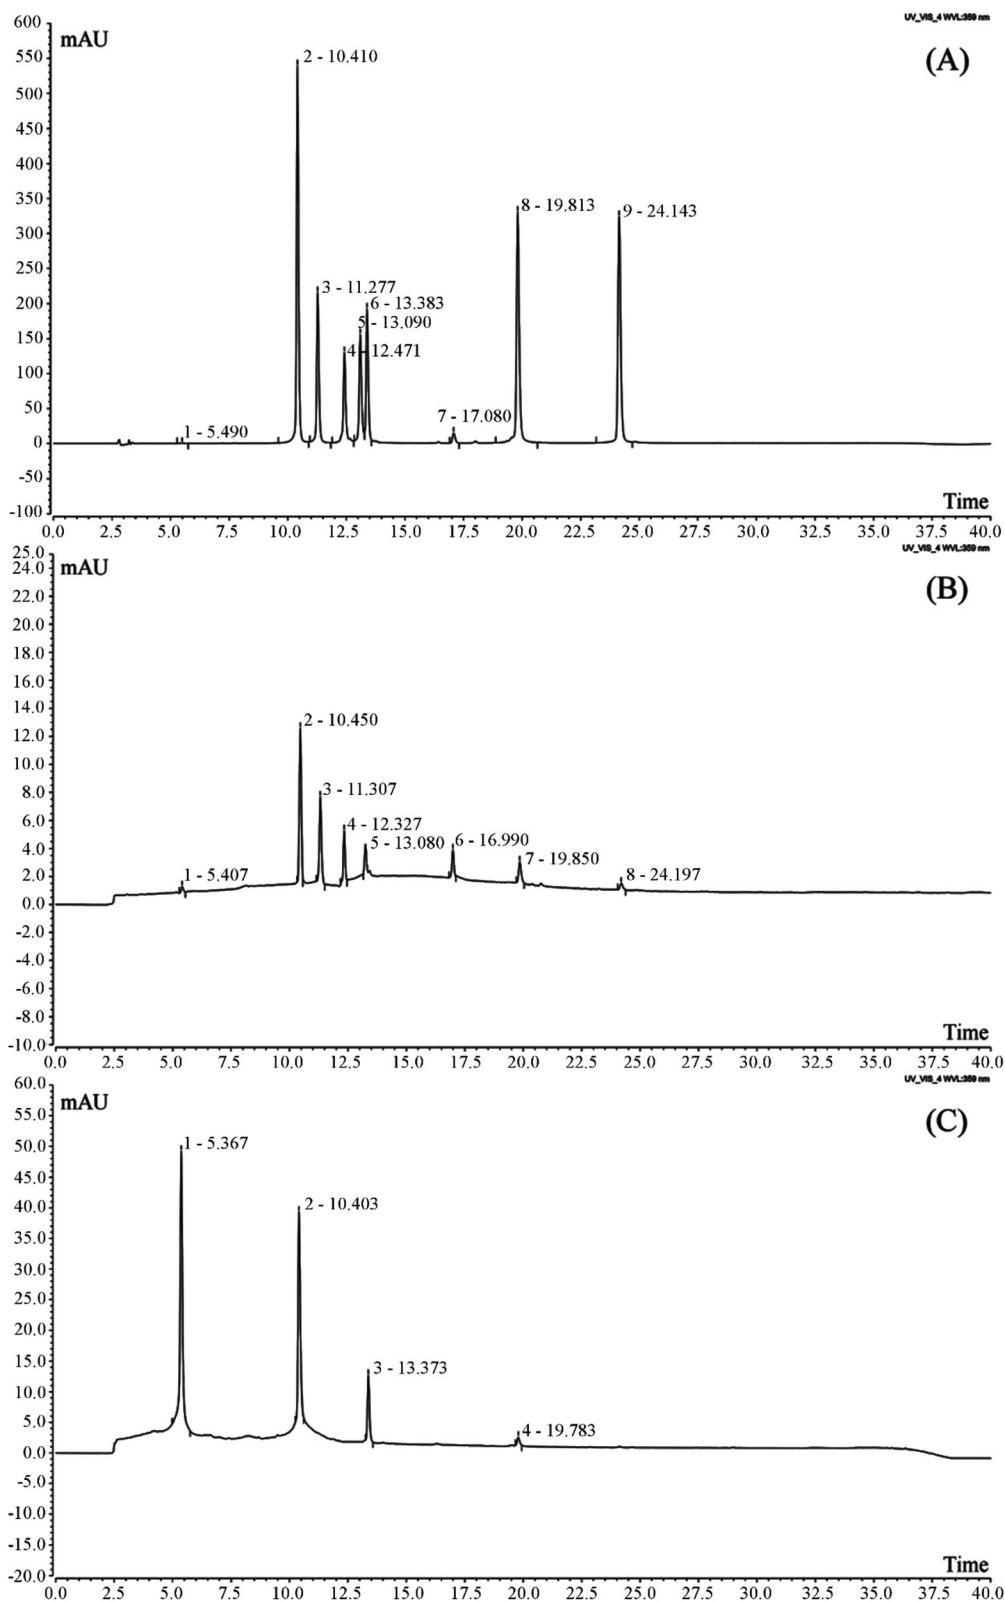 UV_VIS_4 WVL:359 nm
mAU
(A)
600
550
500
450
400
350
300
250
200
150
100
50
0
-50
-100
2 - 10.410
8 - 19.813
9 - 24.143
3 - 11.277
6 - 13.383
5 - 13.090
4 - 12.471
7 - 17.080
1 - 5.490
Time
0.0 2.5 5.0 7.5 10.0 12.5 15.0 17.5 20.0 22.5 25.0 27.5 30.0 32.5 35.0 37.5 40.0
UV_VIS_4 WVL:359 nm
mAU
(B)
25.0
24.0
22.0
20.0
18.0
16.0
14.0
12.0
10.0
8.0
6.0
4.0
2.0
0.0
-2.0
-4.0
-6.0
-8.0
-10.0
2 - 10.450
3 - 11.307
4 - 12.327
5 - 13.080
6 - 16.990
7 - 19.850
1 - 5.407
8 - 24.197
Time
0.0 2.5 5.0 7.5 10.0 12.5 15.0 17.5 20.0 22.5 25.0 27.5 30.0 32.5 35.0 37.5 40.0
UV_VIS_4 WVL:359 nm
mAU
(C)
60.0
55.0
50.0
45.0
40.0
35.0
30.0
25.0
20.0
15.0
10.0
5.0
0.0
-5.0
-10.0
-15.0
-20.0
1 - 5.367
2 - 10.403
3 - 13.373
4 - 19.783
Time
0.0 2.5 5.0 7.5 10.0 12.5 15.0 17.5 20.0 22.5 25.0 27.5 30.0 32.5 35.0 37.5 40.0